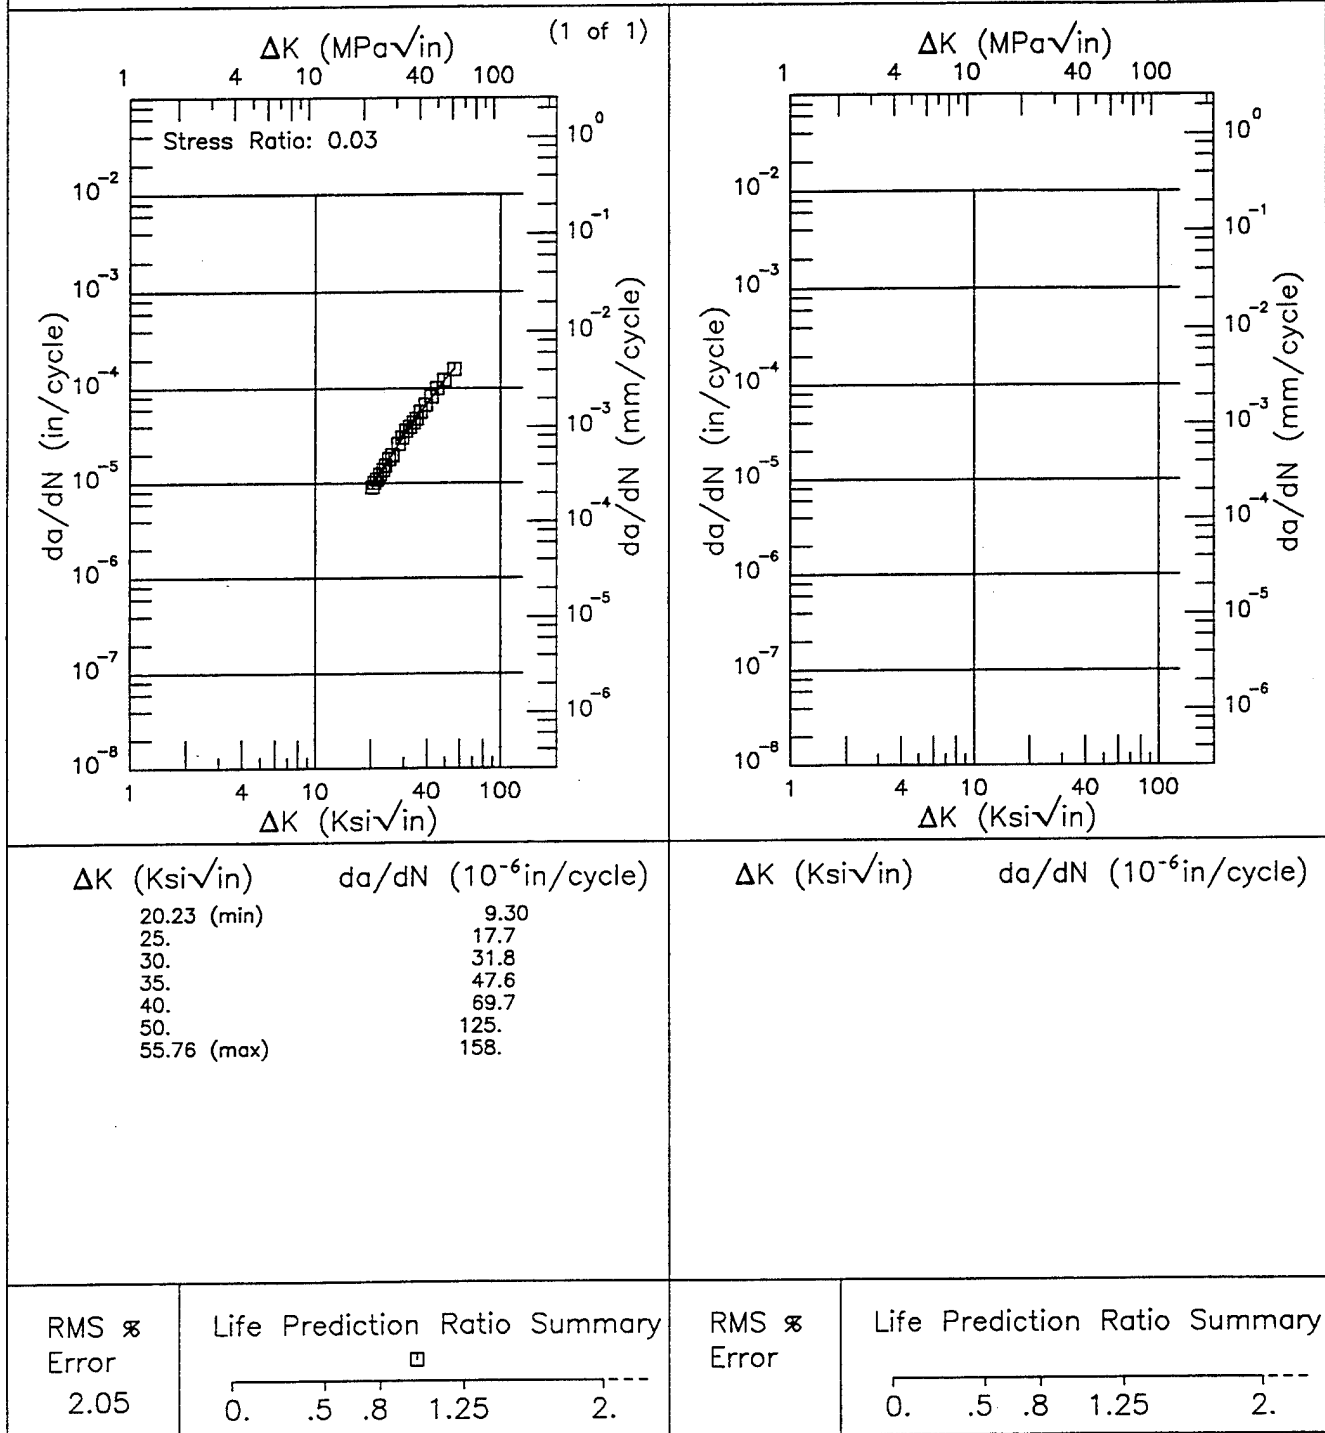 (1 of 1)
ΔK (MPa√in)
1 4 10 40 100
Stress Ratio: 0.03
10⁰
10⁻²
10⁻¹
10⁻³
10⁻²
10⁻⁴
10⁻³
10⁻⁵
10⁻⁴
10⁻⁶
10⁻⁵
10⁻⁷
10⁻⁶
10⁻⁸
da/dN (in/cycle)
da/dN (mm/cycle)
1 4 10 40 100
ΔK (Ksi√in)
ΔK (MPa√in)
1 4 10 40 100
10⁰
10⁻²
10⁻¹
10⁻³
10⁻²
10⁻⁴
10⁻³
10⁻⁵
10⁻⁴
10⁻⁶
10⁻⁵
10⁻⁷
10⁻⁶
10⁻⁸
da/dN (in/cycle)
da/dN (mm/cycle)
1 4 10 40 100
ΔK (Ksi√in)
ΔK (Ksi√in) da/dN (10⁻⁶in/cycle)
20.23 (min) 9.30
25. 17.7
30. 31.8
35. 47.6
40. 69.7
50. 125.
55.76 (max) 158.
ΔK (Ksi√in) da/dN (10⁻⁶in/cycle)
RMS %
Error
2.05
Life Prediction Ratio Summary
0. .5 .8 1.25 2.
RMS %
Error
Life Prediction Ratio Summary
0. .5 .8 1.25 2.